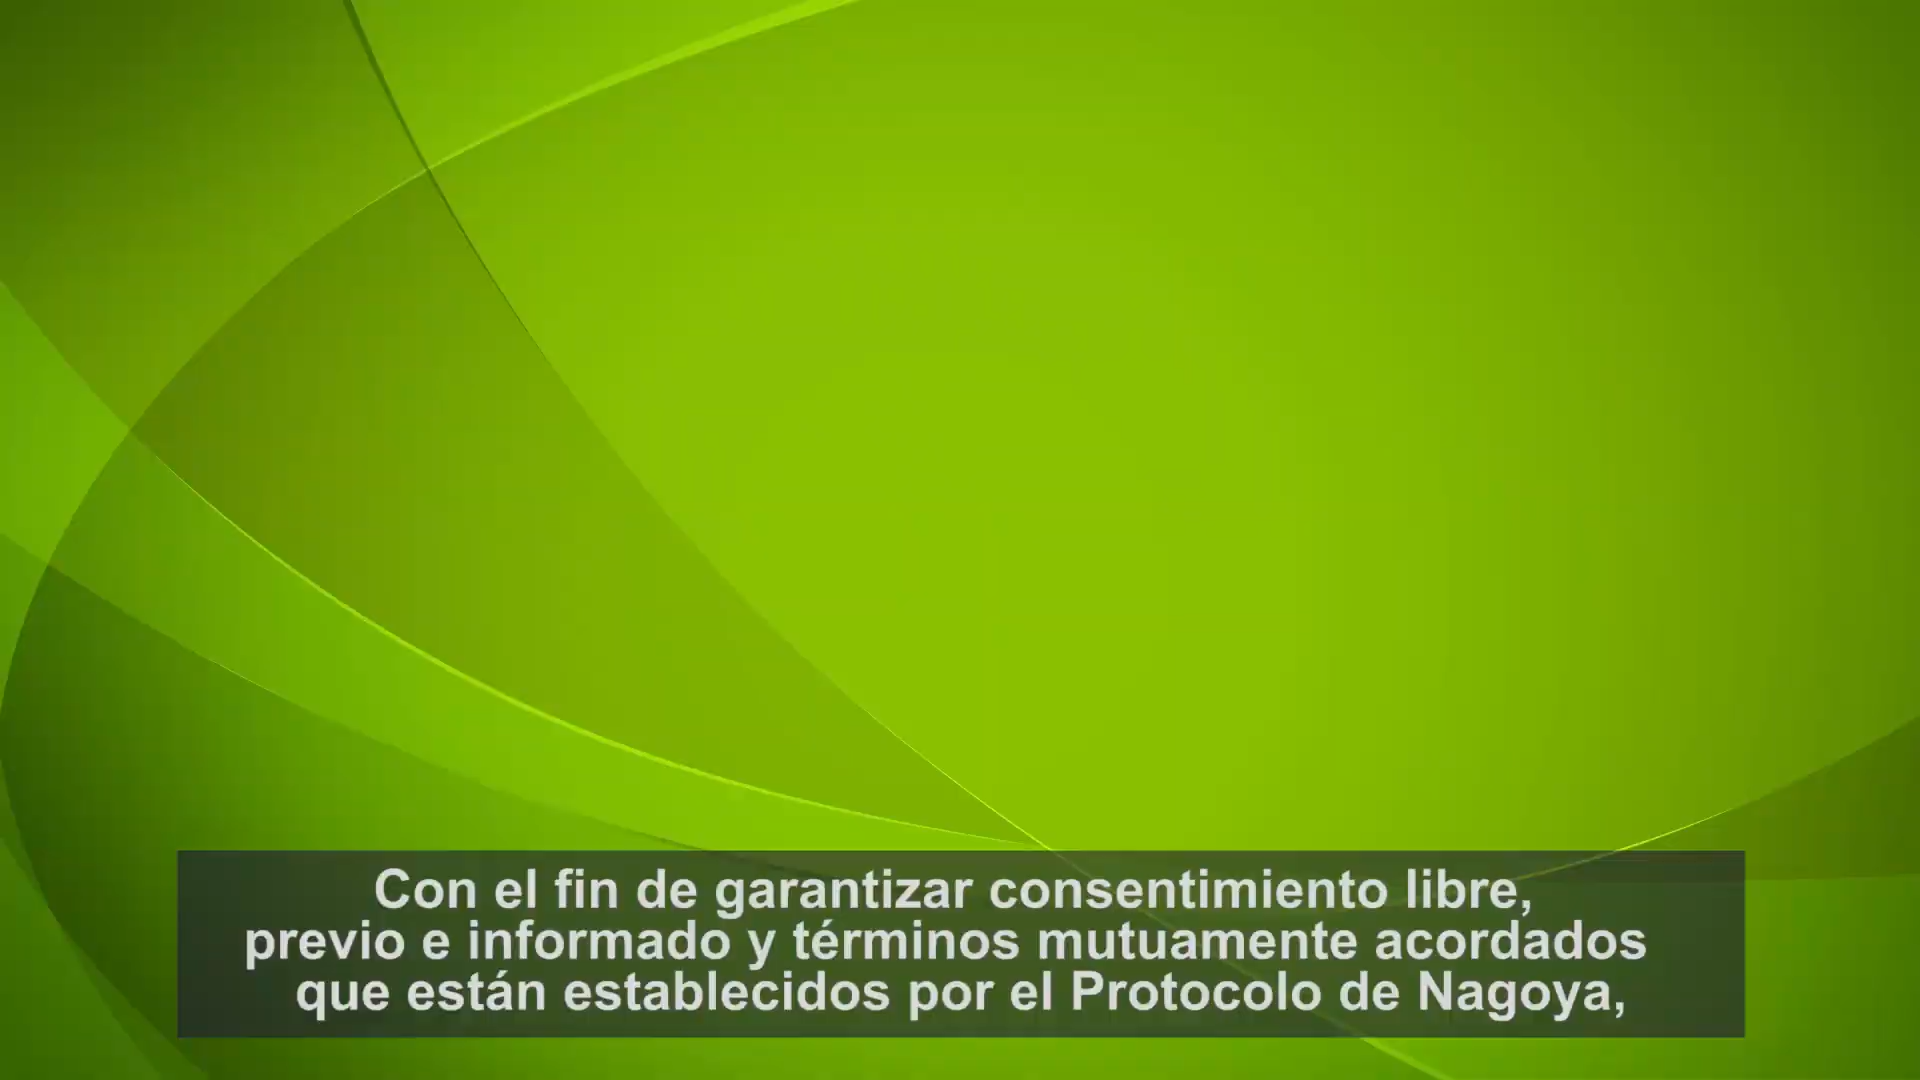 Con el fin de garantizar consentimiento libre,
previo e informado y términos mutuamente acordados
que están establecidos por el Protocolo de Nagoya,